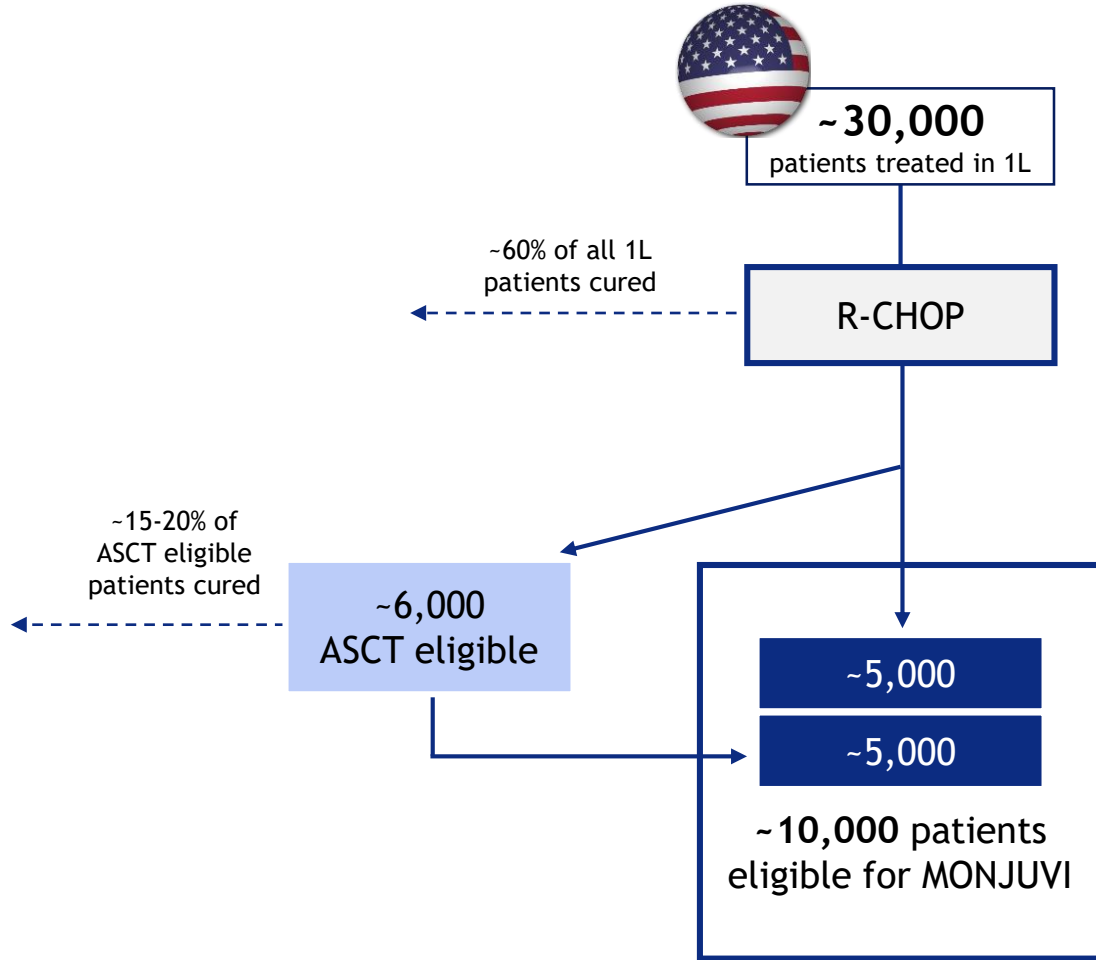 ~30,000
patients treated in 1L
~60% of all 1L
patients cured
R-CHOP
~15-20% of
ASCT eligible
patients cured
~6,000
ASCT eligible
~5,000
~5,000
~10,000 patients
eligible for MONJUVI